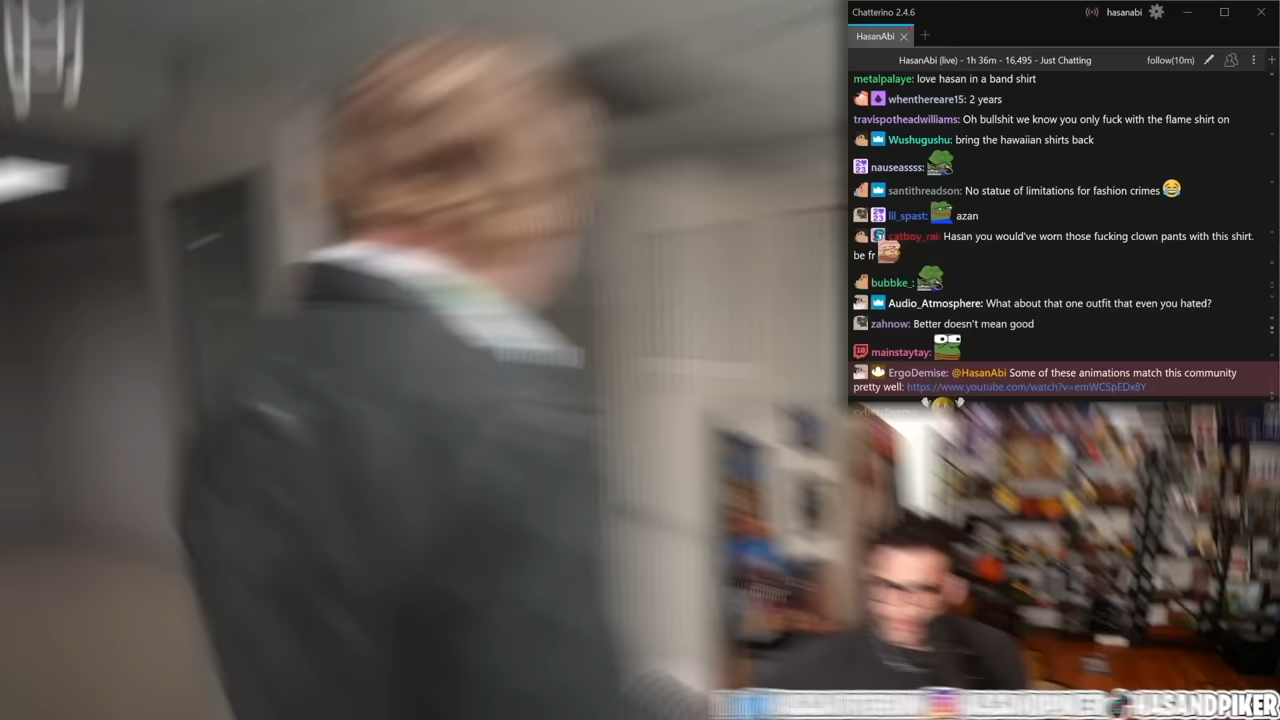 Chatterino 2.4.6
hasanabi
HasanAbi
HasanAbi (live) - 1h 36m - 16,495 - Just Chatting
follow(10m)
metalpalaye: love hasan in a band shirt
whenthereare15: 2 years
travispotheadwilliams: Oh bullshit we know you only fuck with the flame shirt on
Wushugushu: bring the hawaiian shirts back
nauseassss:
santithreadson: No statue of limitations for fashion crimes
lil_spast: azan
catboy_rai: Hasan you would've worn those fucking clown pants with this shirt.
be fr
bubbke_:
Audio_Atmosphere: What about that one outfit that even you hated?
zahnow: Better doesn't mean good
mainstaytay:
ErgoDemise: @HasanAbi Some of these animations match this community
pretty well: https://www.youtube.com/watch?v=emWCSpEDx8Y